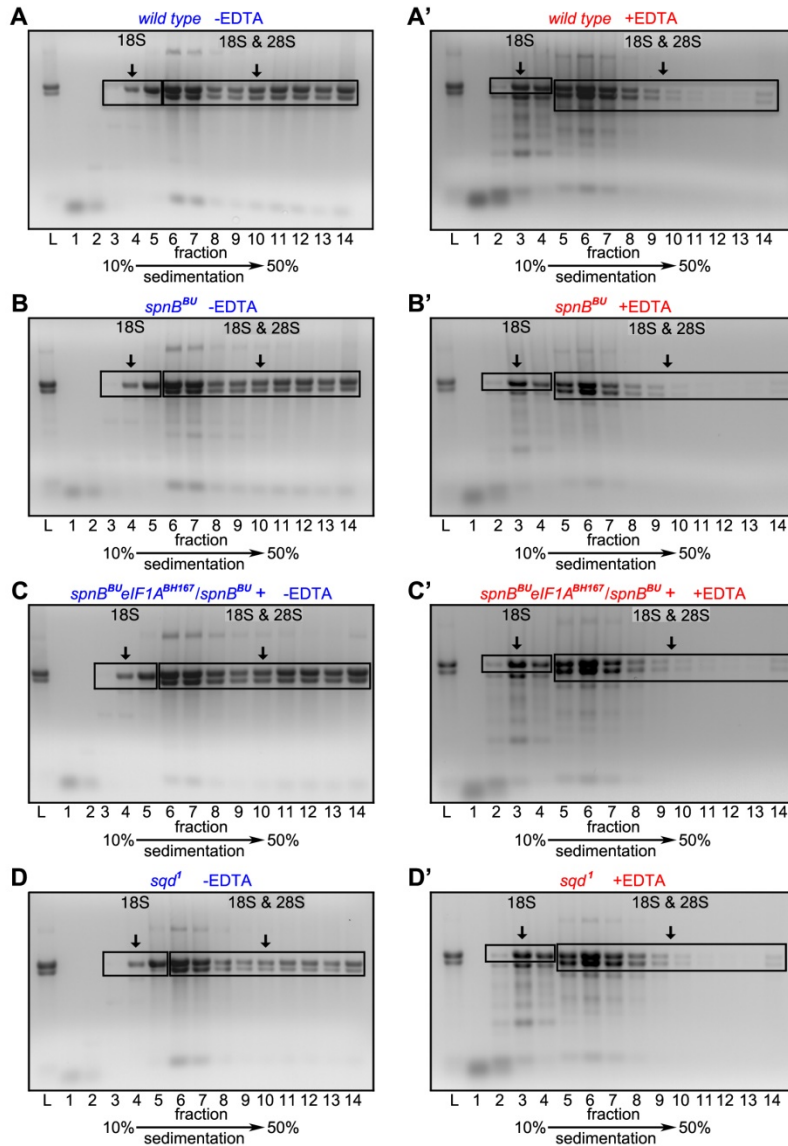 A wild type -EDTA
18S 18S & 28S
L 1 2 3 4 5 6 7 8 9 10 11 12 13 14
fraction
10% 50%
sedimentation
A' wild type +EDTA
18S 18S & 28S
L 1 2 3 4 5 6 7 8 9 10 11 12 13 14
fraction
10% 50%
sedimentation
B spnB^BU -EDTA
18S 18S & 28S
L 1 2 3 4 5 6 7 8 9 10 11 12 13 14
fraction
10% 50%
sedimentation
B' spnB^BU +EDTA
18S 18S & 28S
L 1 2 3 4 5 6 7 8 9 10 11 12 13 14
fraction
10% 50%
sedimentation
C spnB^BU eIF1A^BH167/spnB^BU + -EDTA
18S 18S & 28S
L 1 2 3 4 5 6 7 8 9 10 11 12 13 14
fraction
10% 50%
sedimentation
C' spnB^BU eIF1A^BH167/spnB^BU + +EDTA
18S 18S & 28S
L 1 2 3 4 5 6 7 8 9 10 11 12 13 14
fraction
10% 50%
sedimentation
D sqd^1 -EDTA
18S 18S & 28S
L 1 2 3 4 5 6 7 8 9 10 11 12 13 14
fraction
10% 50%
sedimentation
D' sqd^1 +EDTA
18S 18S & 28S
L 1 2 3 4 5 6 7 8 9 10 11 12 13 14
fraction
10% 50%
sedimentation